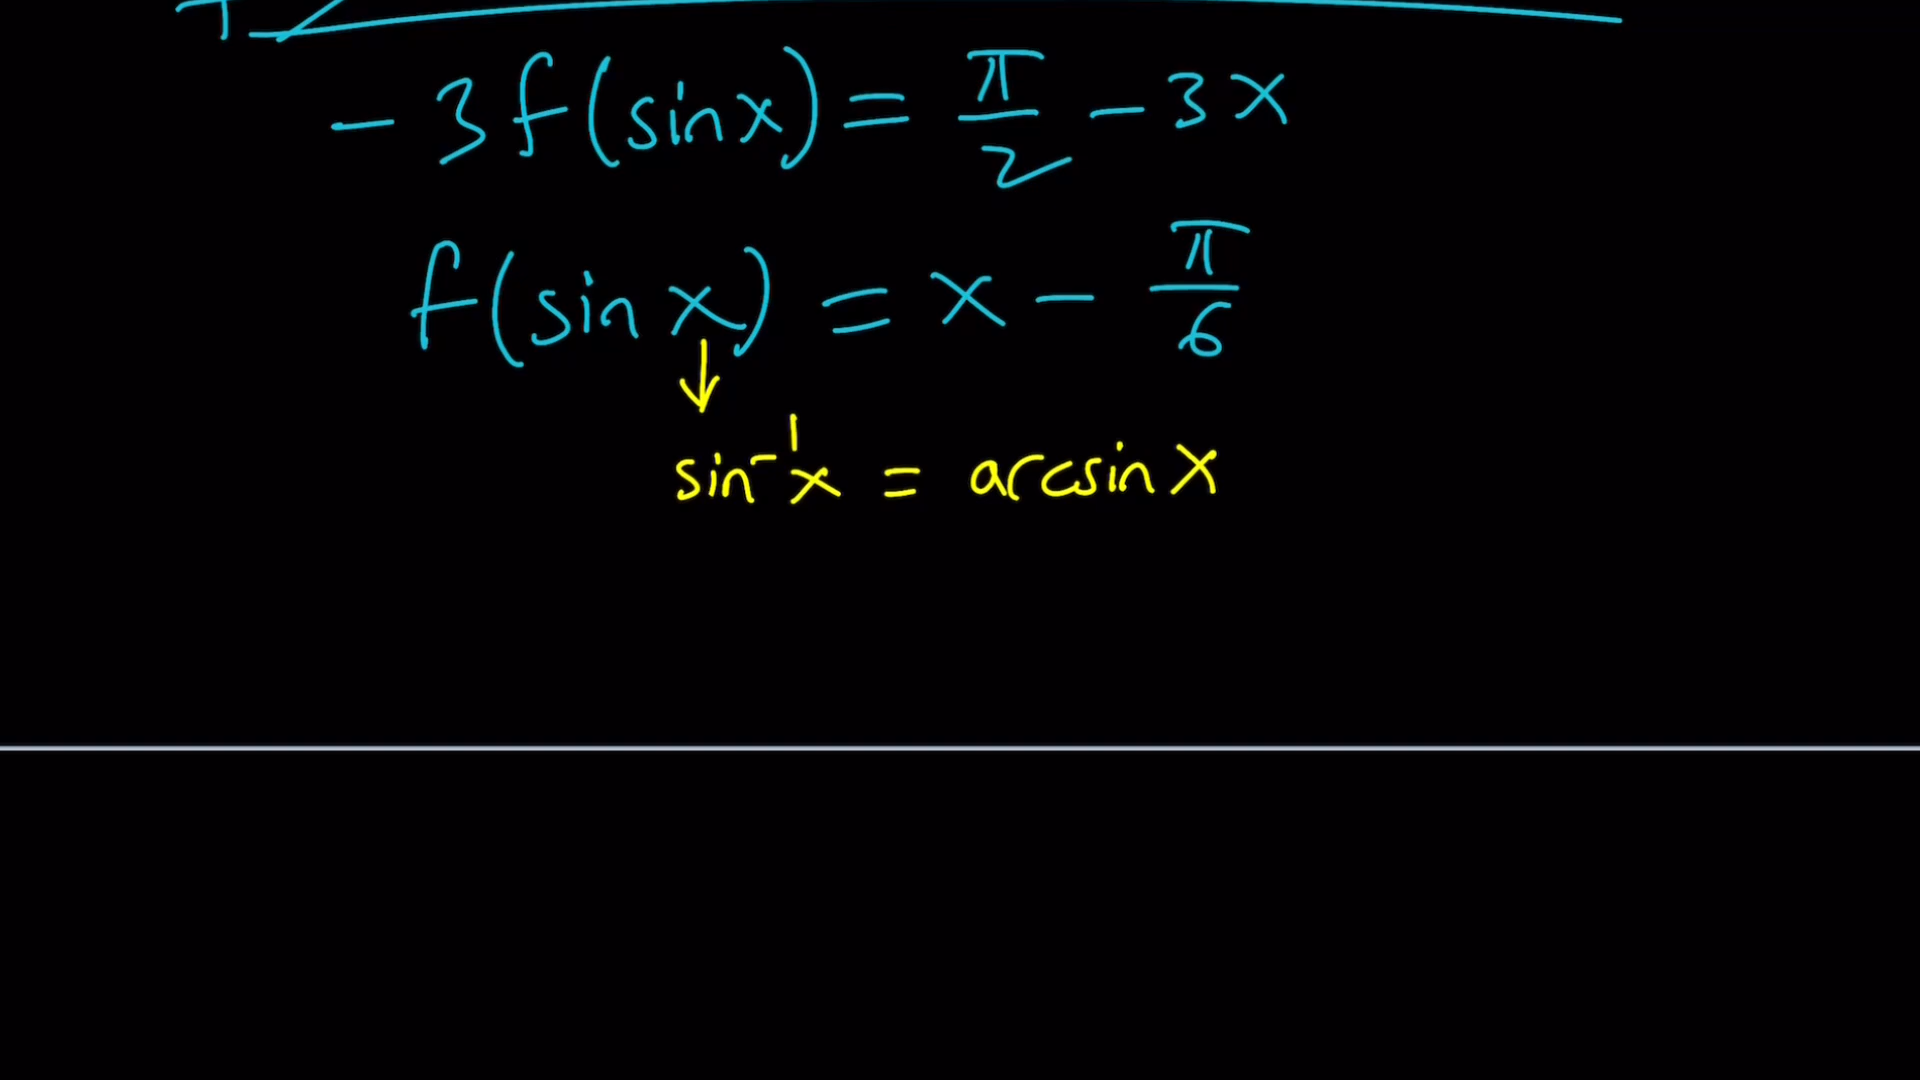 -3f(sinx) = π/2 - 3x
f(sin x) = x - π/6
↓
sin⁻¹x = arcsin x